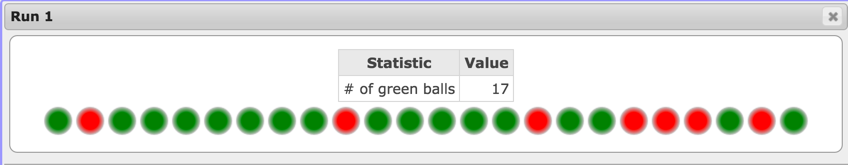 Run 1
Statistic Value
# of green balls 17